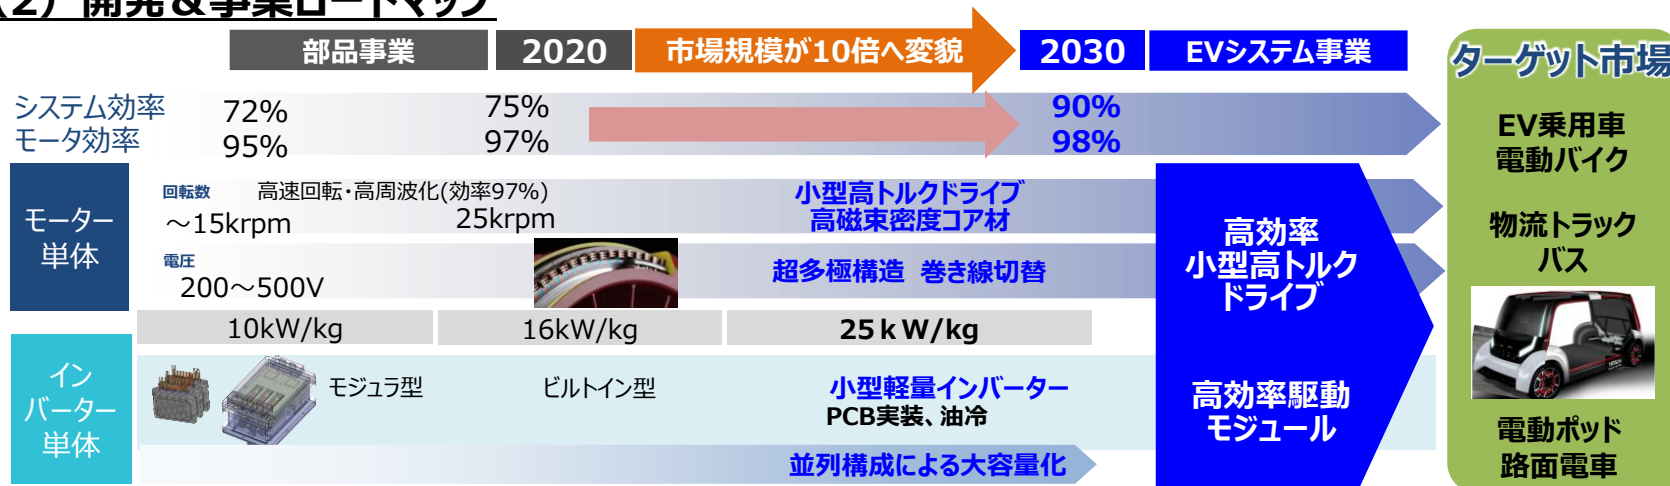 (2) 開発&事業ロードマップ
部品事業
2020
市場規模が10倍へ変貌
2030
EVシステム事業
ターゲット市場
システム効率
72%
75%
90%
モータ効率
95%
97%
98%
EV乗用車
電動バイク
モーター
単体
回転数
高速回転・高周波化(効率97%)
～15krpm
25krpm
小型高トルクドライブ
高磁束密度コア材
電圧
200～500V
超多極構造 巻き線切替
高効率
小型高トルク
ドライブ
物流トラック
バス
10kW/kg
16kW/kg
25kW/kg
イン
バーター
単体
モジュラ型
ビルトイン型
小型軽量インバーター
PCB実装、油冷
並列構成による大容量化
高効率駆動
モジュール
電動ポッド
路面電車